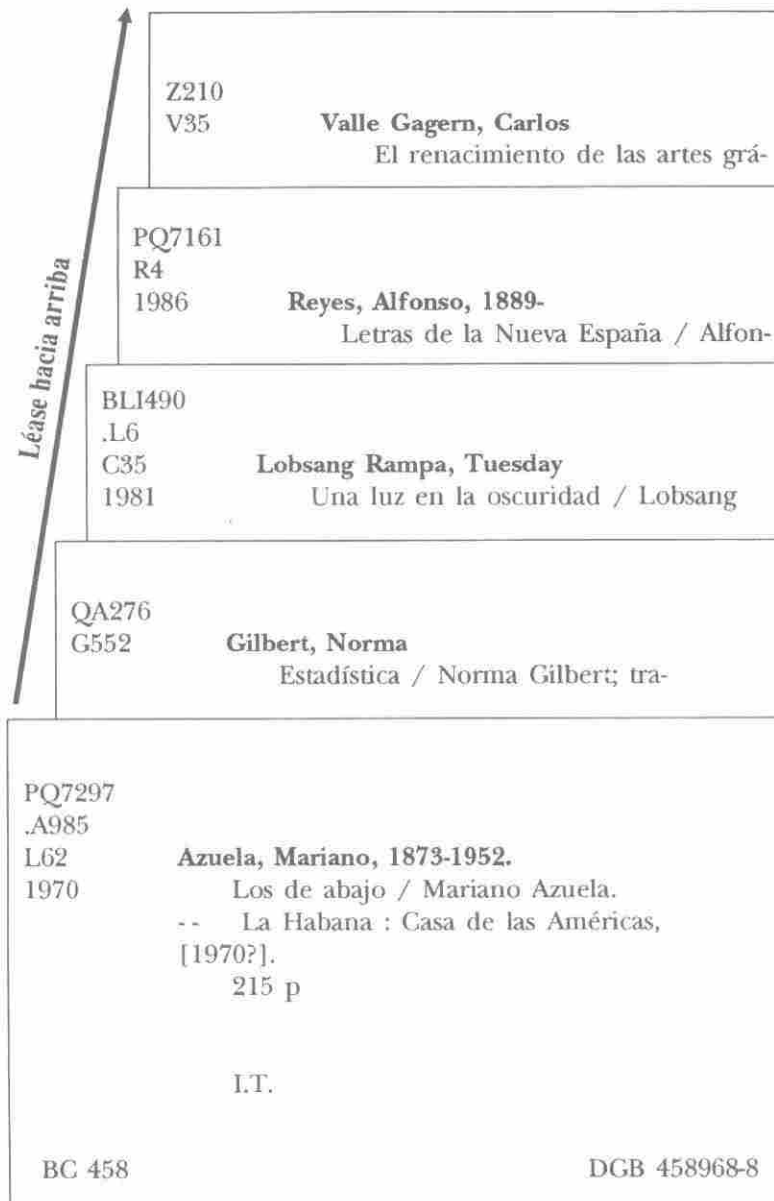 Léase hacia arriba
Z210
V35 Valle Gagern, Carlos
El renacimiento de las artes grá-
PQ7161
R4
1986 Reyes, Alfonso, 1889-
Letras de la Nueva España / Alfon-
BLI490
.L6
C35 Lobsang Rampa, Tuesday
1981 Una luz en la oscuridad / Lobsang
QA276
G552 Gilbert, Norma
Estadística / Norma Gilbert; tra-
PQ7297
.A985
L62 Azuela, Mariano, 1873-1952.
1970 Los de abajo / Mariano Azuela.
-- La Habana : Casa de las Américas,
[1970?].
215 p
I.T.
BC 458 DGB 458968-8